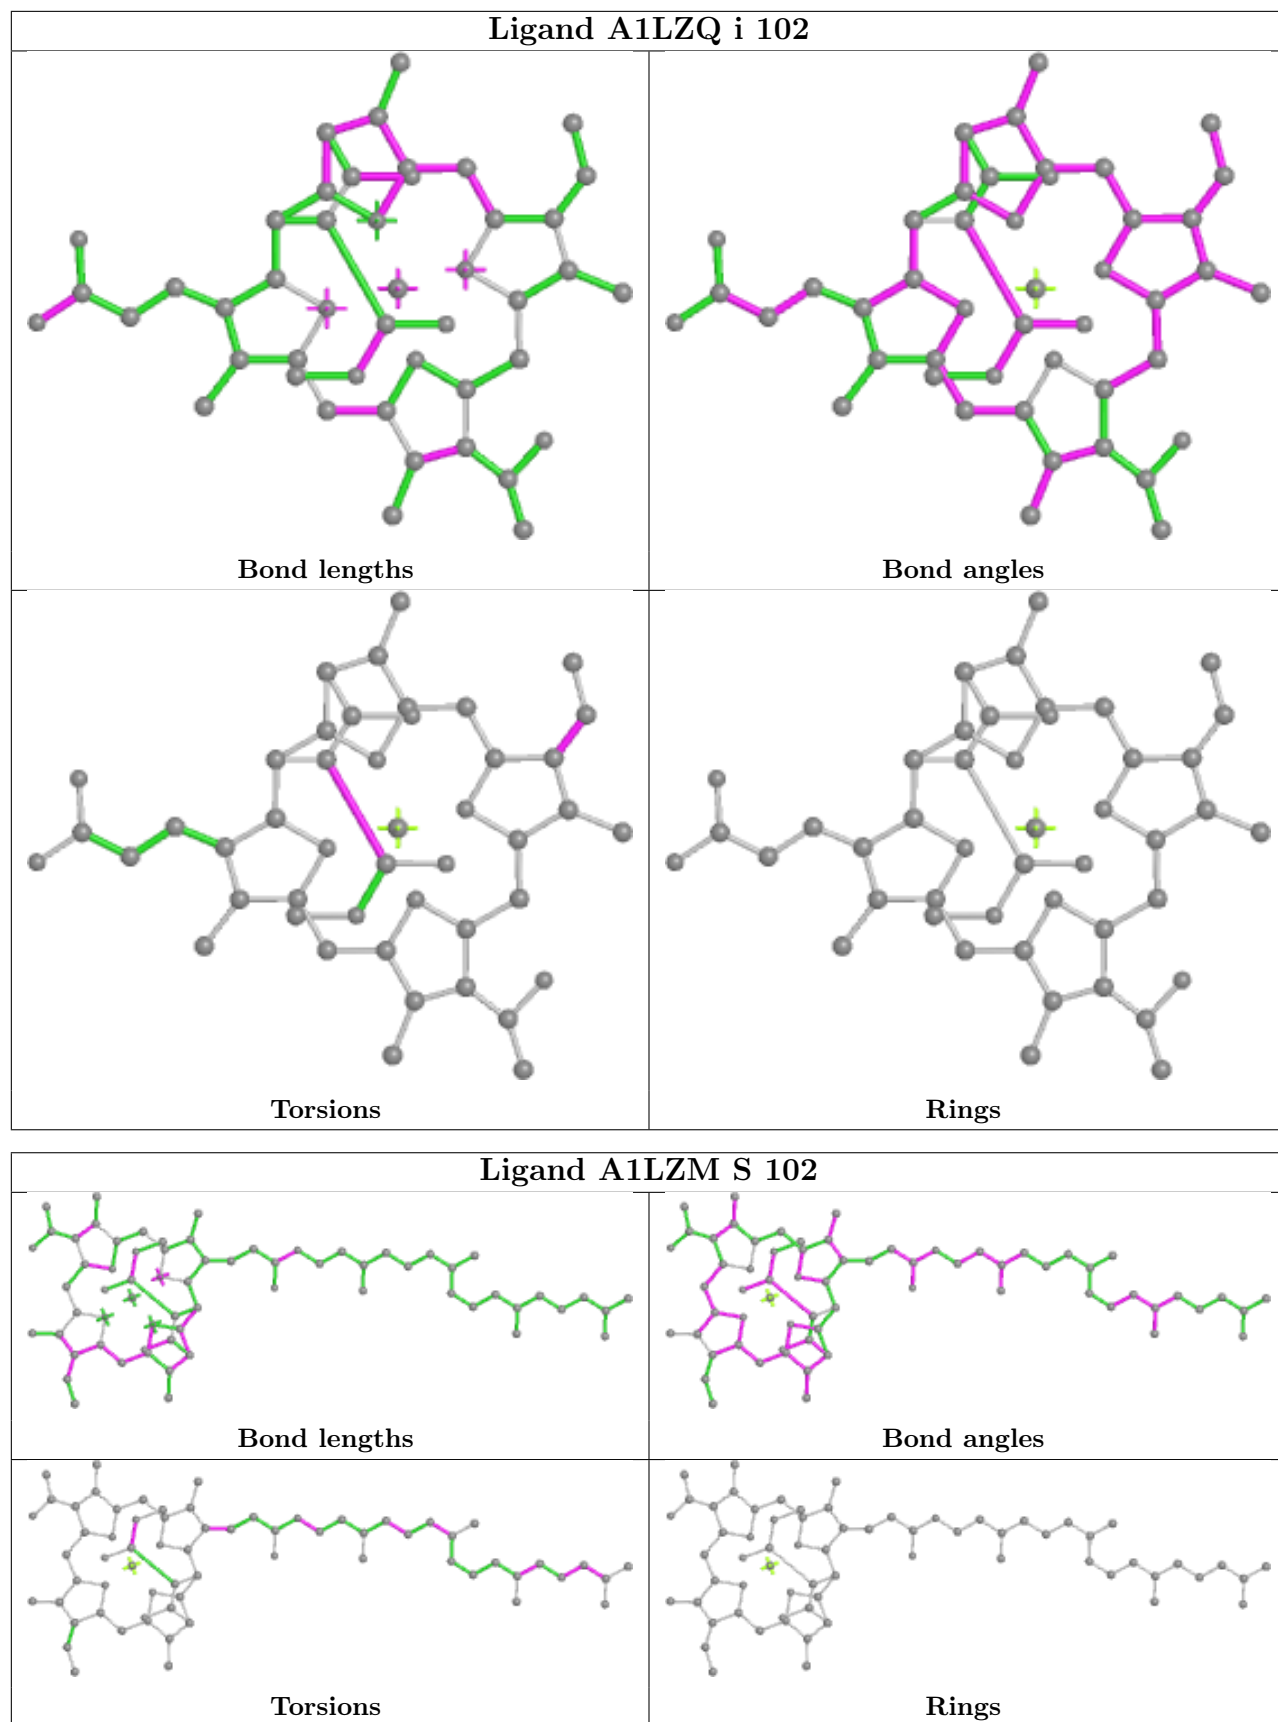 Ligand A1LZQ i 102
Bond lengths
Bond angles
Torsions
Rings
Ligand A1LZM S 102
Bond lengths
Bond angles
Torsions
Rings